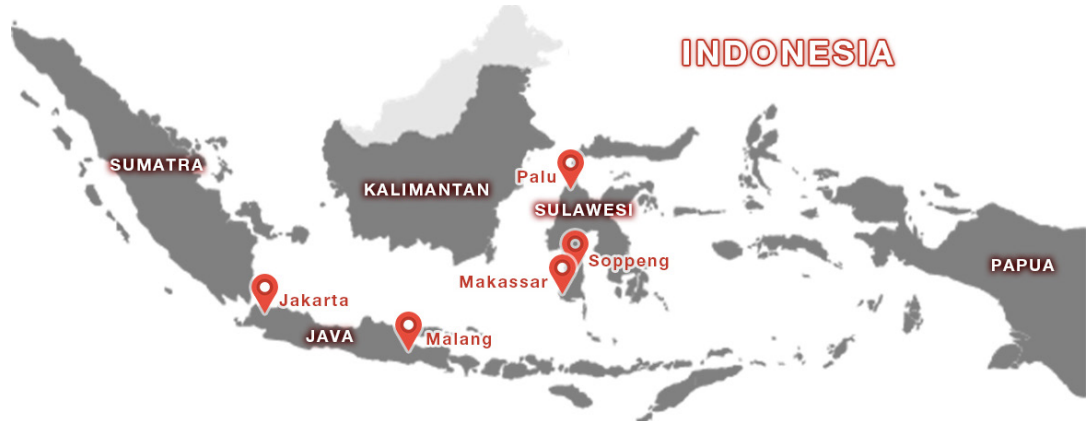 INDONESIA
SUMATRA
Palu
KALIMANTAN
SULAWESI
Soppeng
PAPUA
Makassar
Jakarta
JAVA
Malang